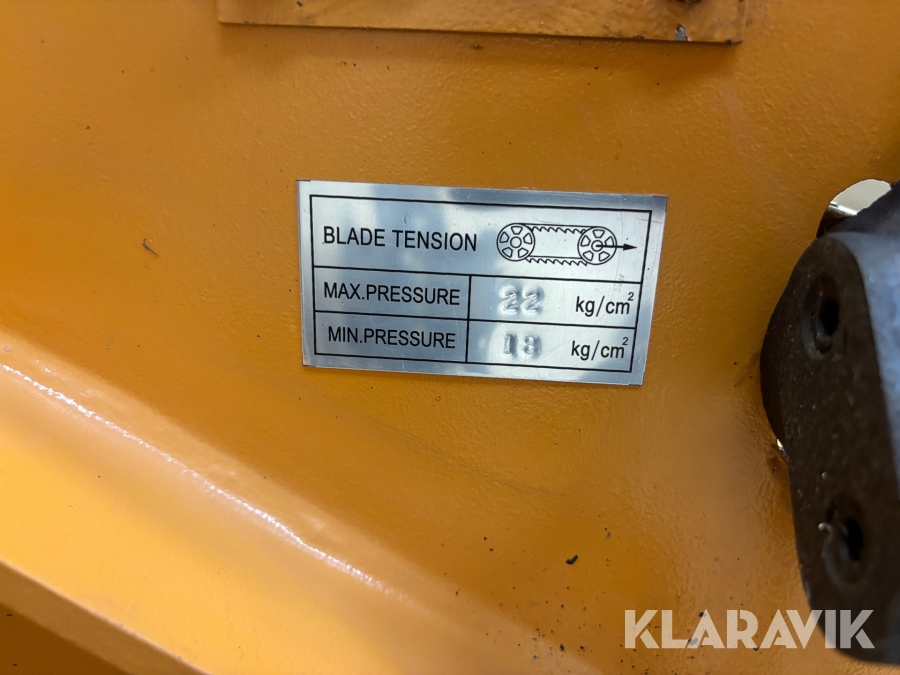 BLADE TENSION
MAX.PRESSURE 22 kg/cm²
MIN.PRESSURE 18 kg/cm²
KLARAVIK